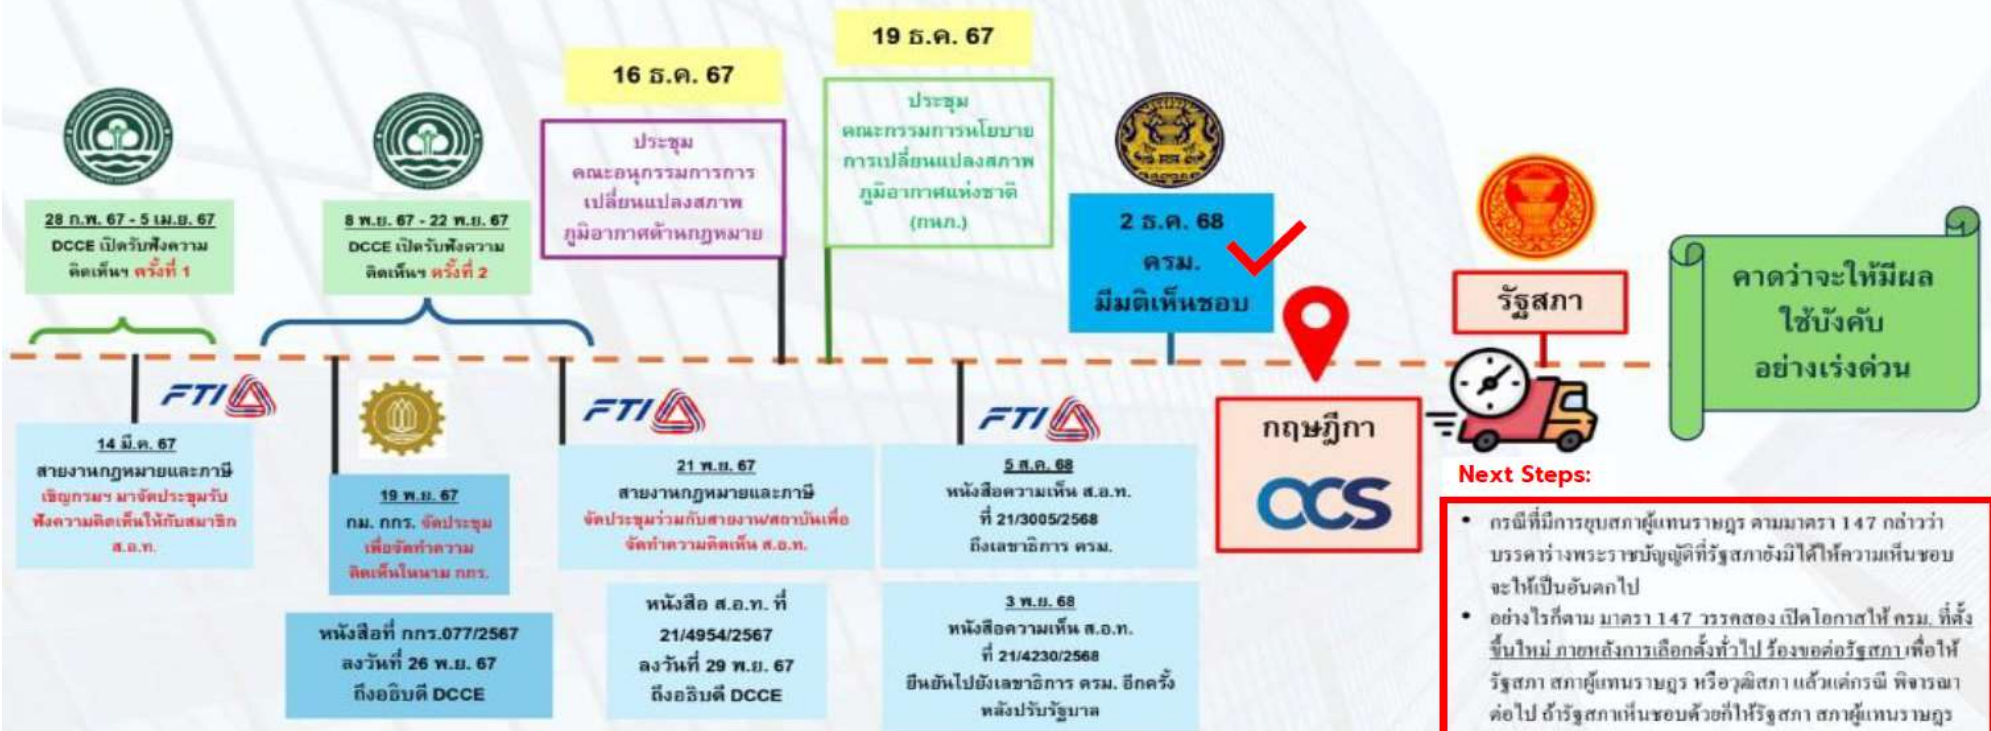 28 ก.พ. 67 - 5 เม.ย. 67
DCCE เปิดรับฟังความ
คิดเห็นฯ ครั้งที่ 1
8 พ.ย. 67 - 22 พ.ย. 67
DCCE เปิดรับฟังความ
คิดเห็นฯ ครั้งที่ 2
16 ธ.ค. 67
ประชุม
คณะอนุกรรมการการ
เปลี่ยนแปลงสภาพ
ภูมิอากาศด้านกฎหมาย
19 ธ.ค. 67
ประชุม
คณะกรรมการนโยบาย
การเปลี่ยนแปลงสภาพ
ภูมิอากาศแห่งชาติ
(กนภ.)
2 ธ.ค. 68
ครม.
มีมติเห็นชอบ
รัฐสภา
คาดว่าจะให้มีผล
ใช้บังคับ
อย่างเร่งด่วน
FTI
14 มี.ค. 67
สายงานกฎหมายและภาษี
เชิญกรมฯ มาจัดประชุมรับ
ฟังความคิดเห็นให้กับสมาชิก
ส.อ.ท.
19 พ.ย. 67
กม. กกร. จัดประชุม
เพื่อจัดทำความ
คิดเห็นในนาม กกร.
หนังสือที่ กกร.077/2567
ลงวันที่ 26 พ.ย. 67
ถึงอธิบดี DCCE
FTI
21 พ.ย. 67
สายงานกฎหมายและภาษี
จัดประชุมร่วมกับสายงาน/สถาบันเพื่อ
จัดทำความคิดเห็น ส.อ.ท.
หนังสือ ส.อ.ท. ที่
21/4954/2567
ลงวันที่ 29 พ.ย. 67
ถึงอธิบดี DCCE
FTI
5 ส.ค. 68
หนังสือความเห็น ส.อ.ท.
ที่ 21/3005/2568
ถึงเลขาธิการ ครม.
3 พ.ย. 68
หนังสือความเห็น ส.อ.ท.
ที่ 21/4230/2568
ยืนยันไปยังเลขาธิการ ครม. อีกครั้ง
หลังปรับรัฐบาล
กฤษฎีกา
OCS
Next Steps:
• กรณีที่มีการยุบสภาผู้แทนราษฎร ตามมาตรา 147 กล่าวว่า
บรรดาร่างพระราชบัญญัติที่รัฐสภายังมิได้ให้ความเห็นชอบ
จะให้เป็นอันตกไป
• อย่างไรก็ตาม มาตรา 147 วรรคสอง เปิดโอกาสให้ ครม. ที่ตั้ง
ขึ้นใหม่ ภายหลังการเลือกตั้งทั่วไป ร้องขอต่อรัฐสภา เพื่อให้
รัฐสภา สภาผู้แทนราษฎร หรือวุฒิสภา แล้วแต่กรณี พิจารณา
ต่อไป ถ้ารัฐสภาเห็นชอบด้วยก็ให้รัฐสภา สภาผู้แทนราษฎร